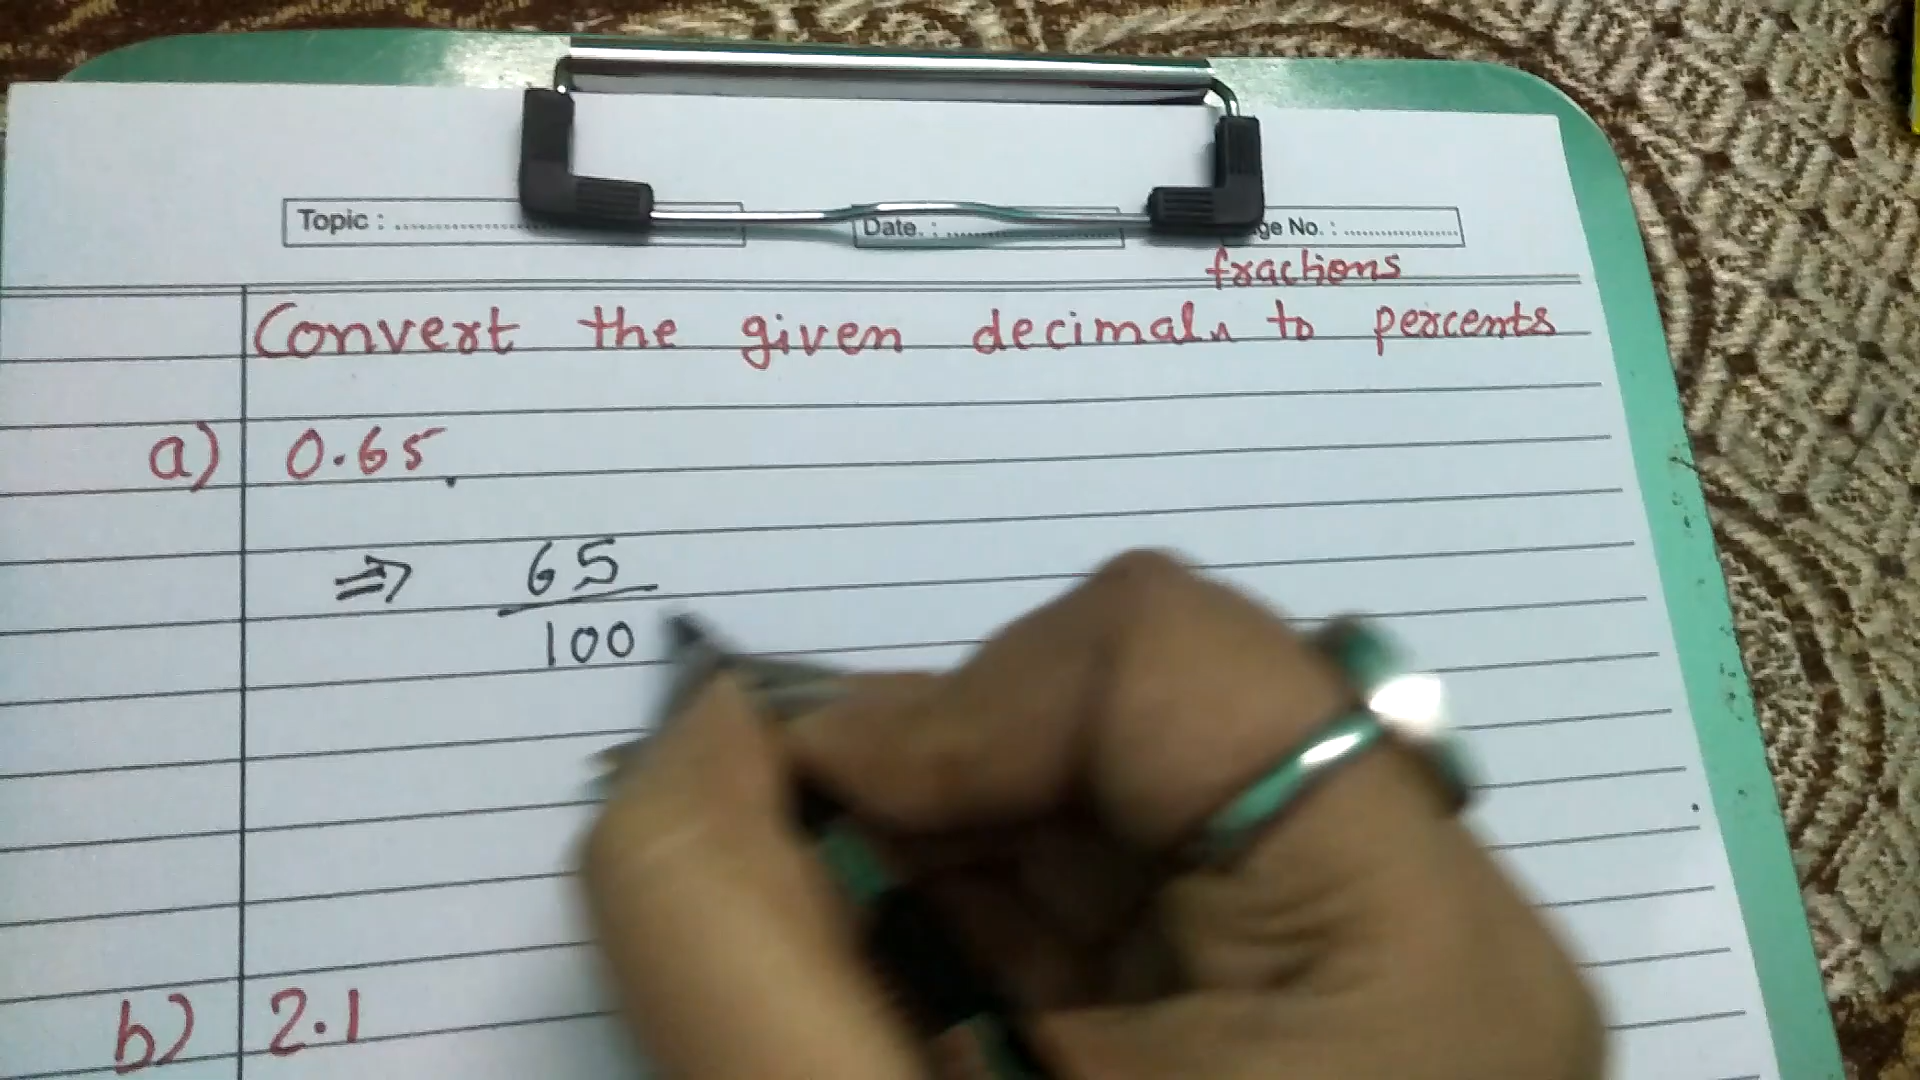 Topic : Date. : ge No. :
fractions
Convert the given decimals to percents
a) 0.65
⇒ 65
100
b) 2.1